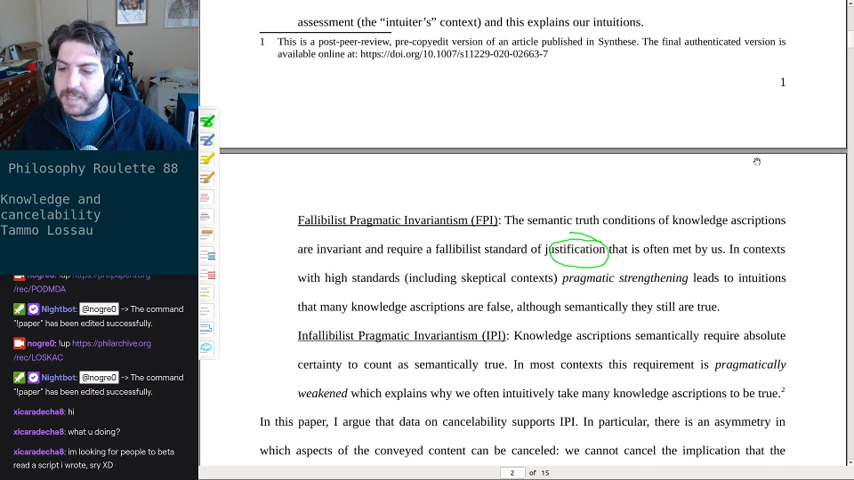 assessment (the “intuiter’s” context) and this explains our intuitions.
1 This is a post-peer-review, pre-copyedit version of an article published in Synthese. The final authenticated version is
available online at: https://doi.org/10.1007/s11229-020-02663-7
1
Philosophy Roulette 88
Knowledge and
cancelability
Tammo Lossau
nogre0: !up https://philpapers.org
/rec/PODMDA
Nightbot: @nogre0 -> The command
"!paper" has been edited successfully.
nogre0: !up https://philarchive.org
/rec/LOSKAC
Nightbot: @nogre0 -> The command
"!paper" has been edited successfully.
xicaradecha8: hi
xicaradecha8: what u doing?
xicaradecha8: im looking for people to beta
read a script i wrote, sry XD
Fallibilist Pragmatic Invariantism (FPI): The semantic truth conditions of knowledge ascriptions
are invariant and require a fallibilist standard of justification that is often met by us. In contexts
with high standards (including skeptical contexts) pragmatic strengthening leads to intuitions
that many knowledge ascriptions are false, although semantically they still are true.
Infallibilist Pragmatic Invariantism (IPI): Knowledge ascriptions semantically require absolute
certainty to count as semantically true. In most contexts this requirement is pragmatically
weakened which explains why we often intuitively take many knowledge ascriptions to be true.2
In this paper, I argue that data on cancelability supports IPI. In particular, there is an asymmetry in
which aspects of the conveyed content can be canceled: we cannot cancel the implication that the
2 of 15